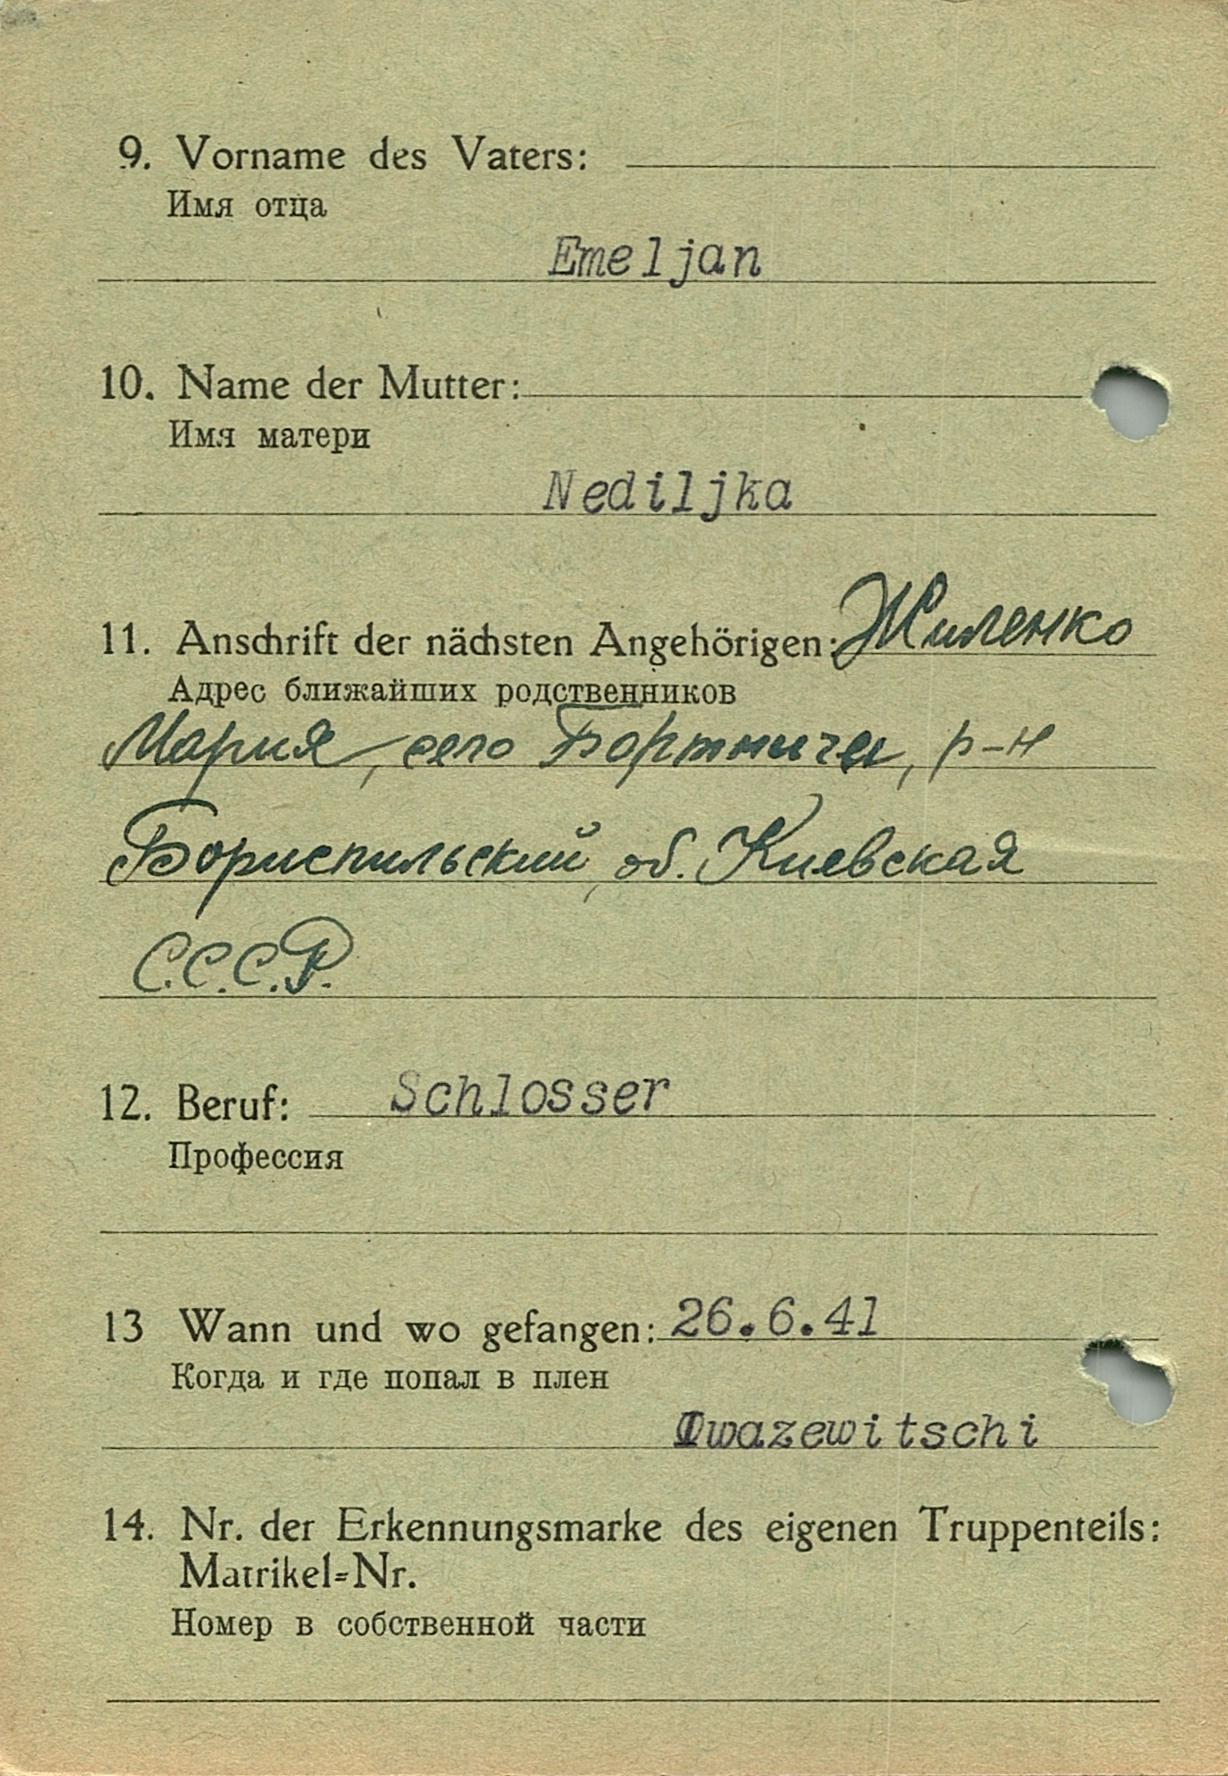 9. Vorname des Vaters:
Имя отца
Emeljan
10. Name der Mutter:
Имя матери
Nediljka
11. Anschrift der nächsten Angehörigen: Жиленко
Адрес ближайших родственников
Мария, село Бортничи, р-н
Бориспильский, об. Киевская
С.С.С.Р.
12. Beruf: Schlosser
Профессия
13 Wann und wo gefangen: 26.6.41
Когда и где попал в плен
Iwazewitschi
14. Nr. der Erkennungsmarke des eigenen Truppenteils:
Matrikel=Nr.
Номер в собственной части